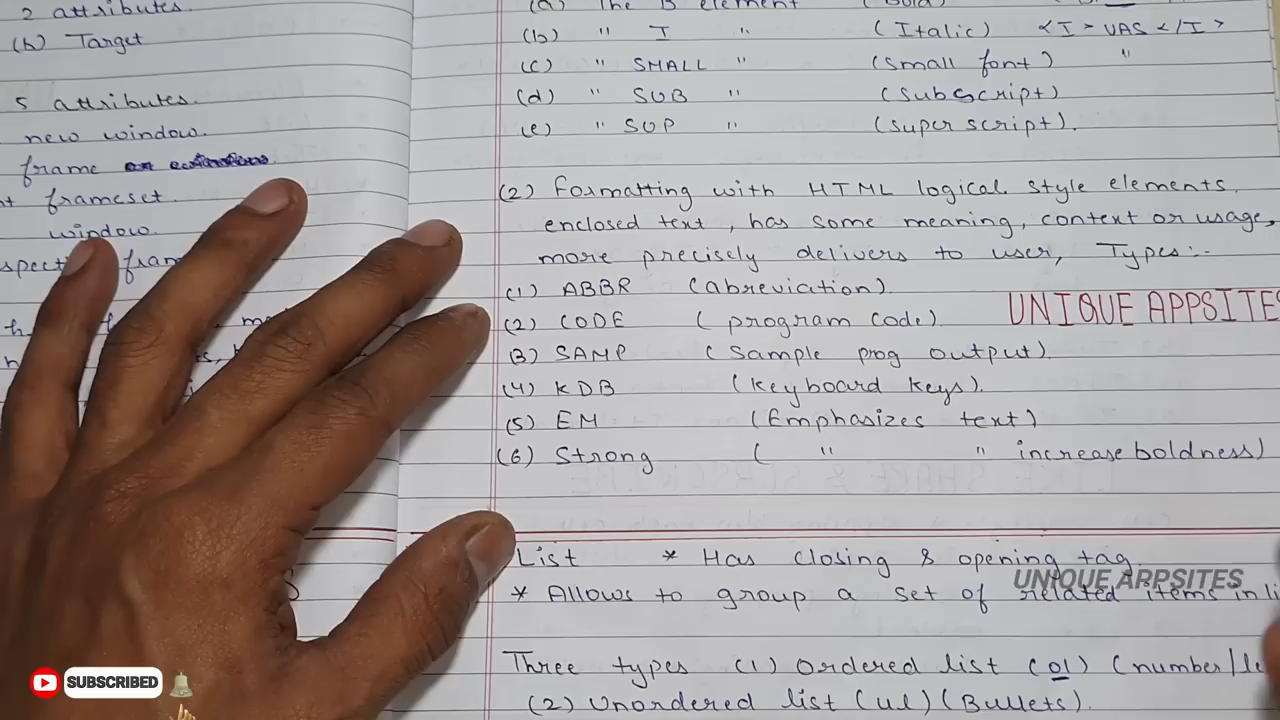 2 attributes.
(b) Target
5 attributes.
new window.
frame
frameset.
window.
(a) The B element
(b) " I " (Italic) <I> VAS </I>
(c) " SMALL " (Small font) "
(d) " SUB " (Subscript)
(e) " SUP " (Super script).
(2) Formatting with HTML logical style elements.
enclosed text, has some meaning, context or usage,
more precisely delivers to user, Types:-
(1) ABBR (abreviation).
UNIQUE APPSITES
(2) CODE (program code).
(3) SAMP (Sample prog output).
(4) KDB (Keyboard keys).
(5) EM (Emphasizes text)
(6) Strong ( " " increase boldness)
List * Has closing & opening tag.
UNIQUE APPSITES
* Allows to group a set of related items in
Three types (1) Ordered list (ol) (number/
(2) Unordered list (ul) (Bullets).
SUBSCRIBED